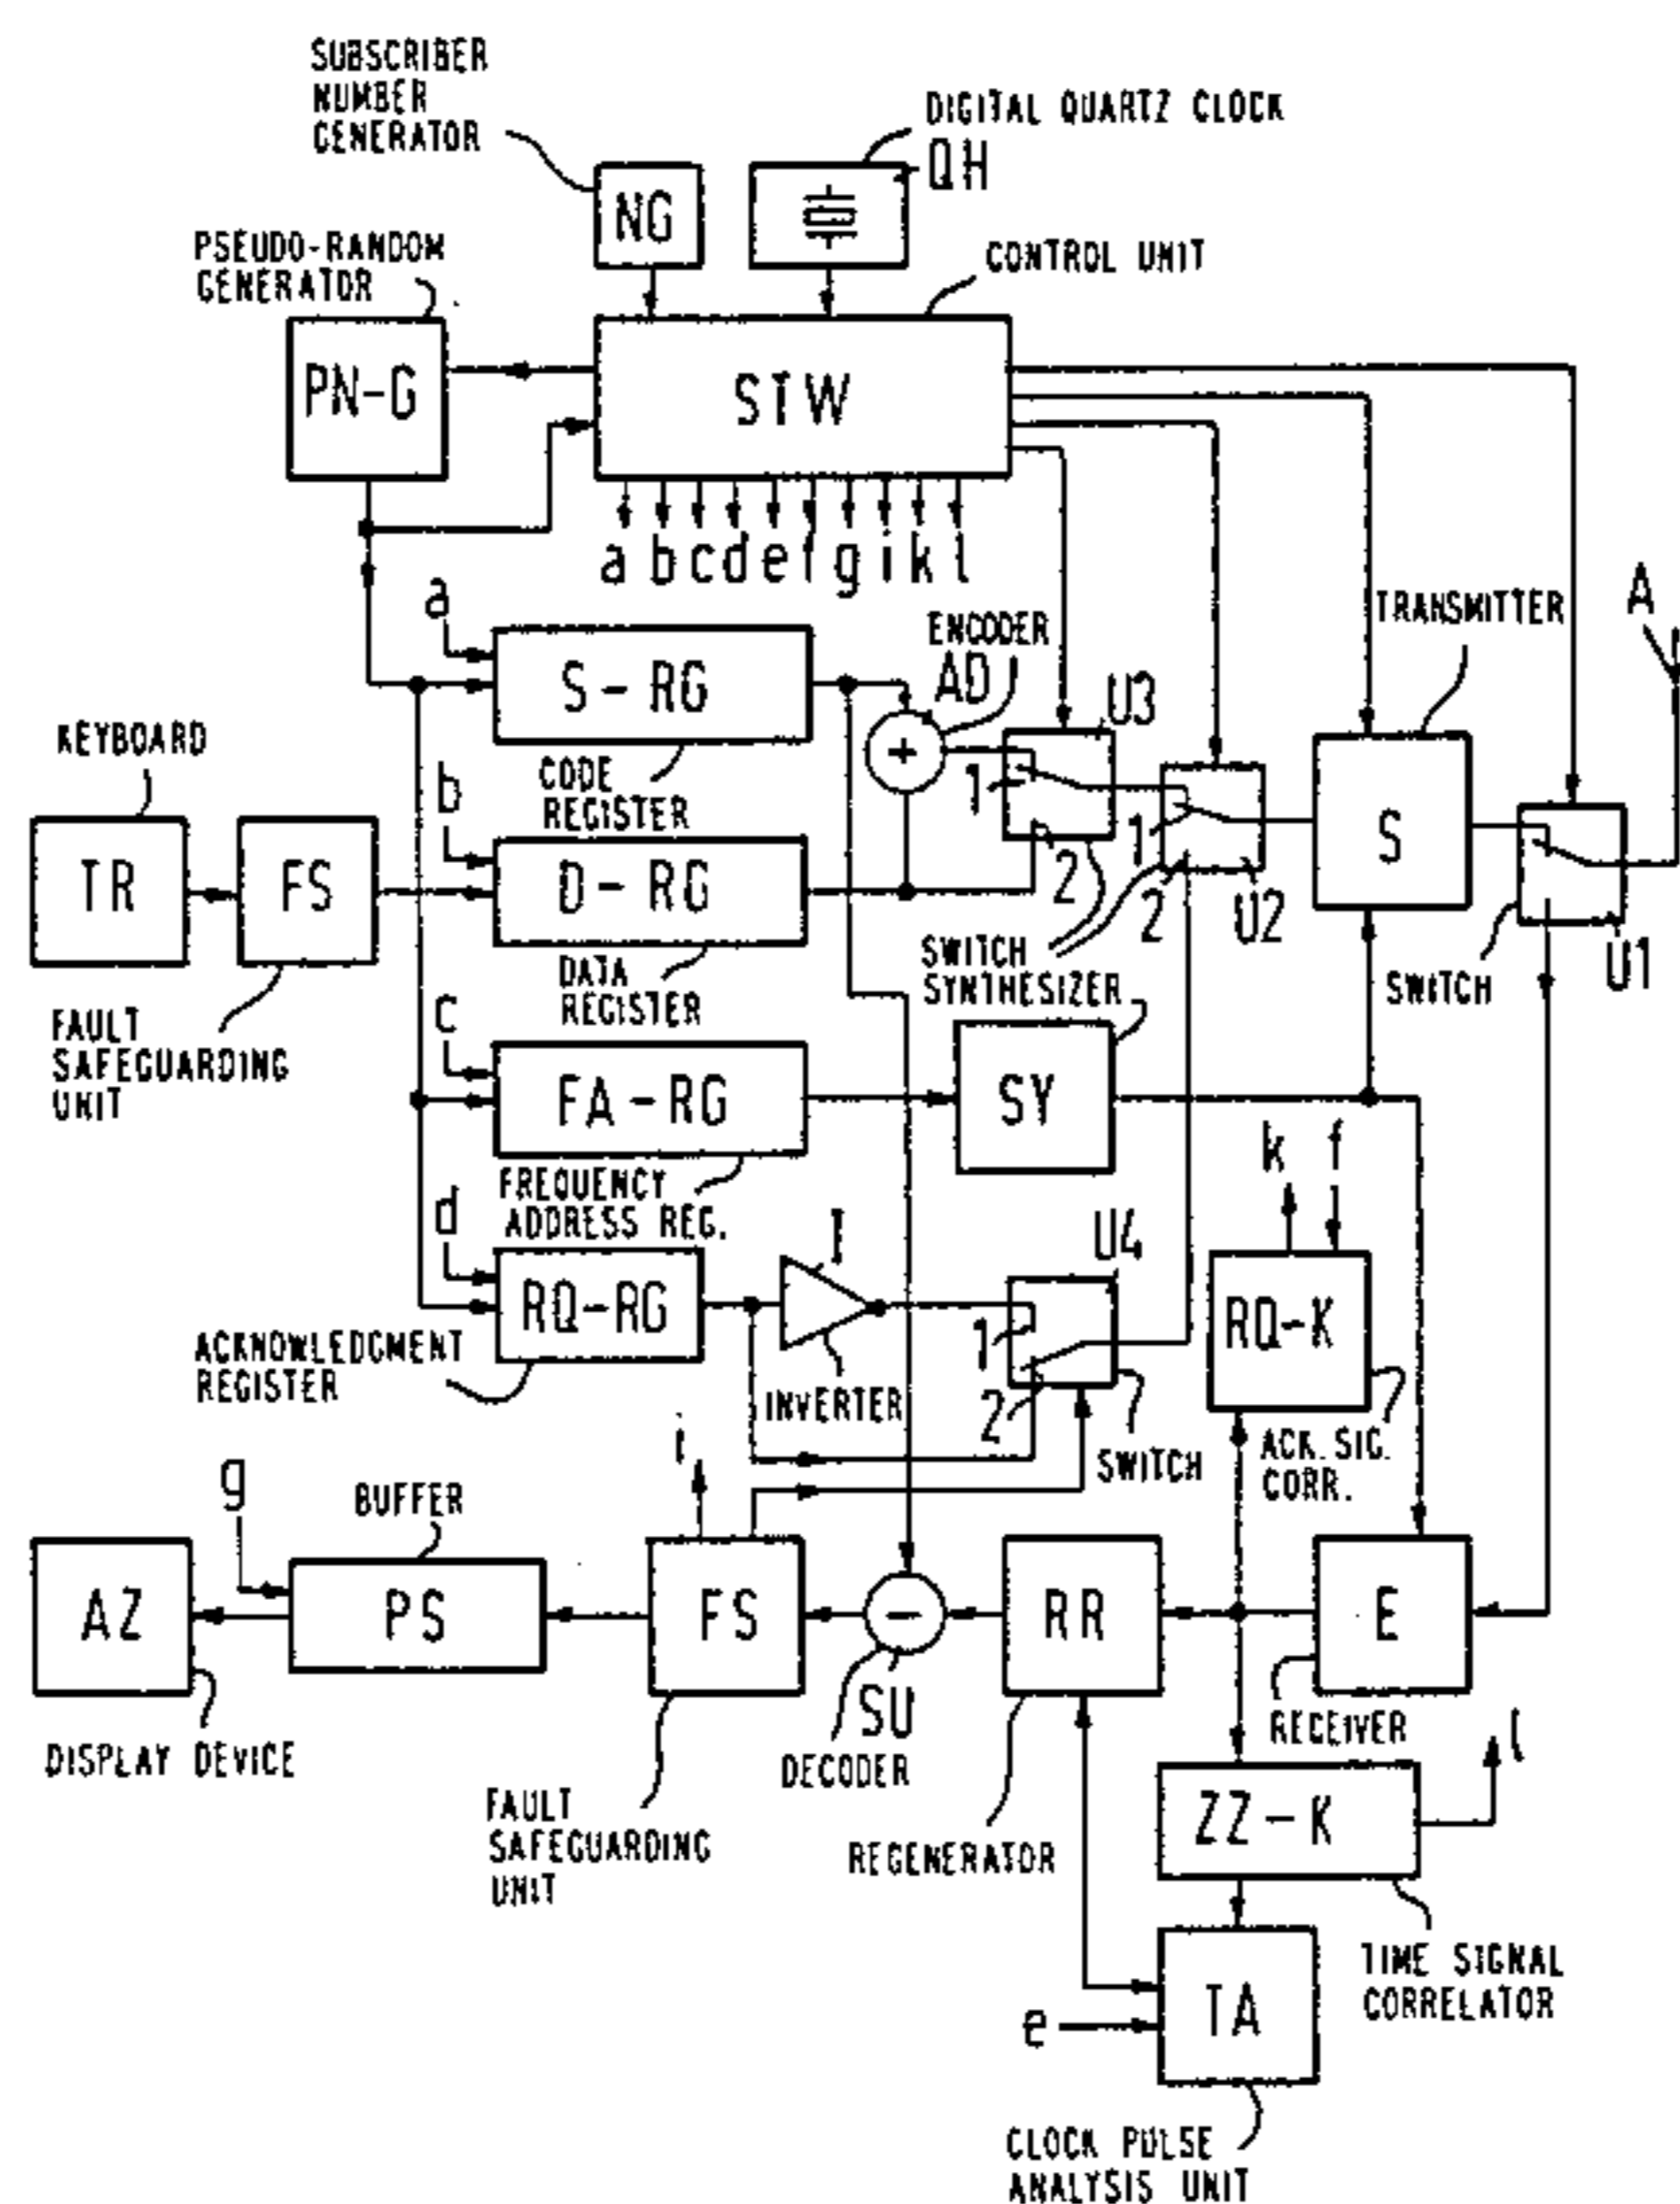 SUBSCRIBER
NUMBER
GENERATOR
DIGITAL QUARTZ CLOCK
QH
NG
PSEUDO-RANDOM
GENERATOR
CONTROL UNIT
PN-G
STW
a b c d e f g i k l
a
ENCODER
AD
TRANSMITTER
A
S-RG
U3
KEYBOARD
CODE
REGISTER
1
+
b
1
2
2
U2
S
TR
FS
D-RG
SWITCH
SYNTHESIZER
SWITCH
U1
DATA
REGISTER
FAULT
SAFEGUARDING
UNIT
c
FA-RG
SY
k
f
FREQUENCY
ADDRESS REG.
d
I
U4
RQ-RG
1
2
RQ-K
ACKNOWLEDGMENT
REGISTER
INVERTER
SWITCH
ACK. SIG.
CORR.
i
g
BUFFER
AZ
PS
FS
-
RR
E
SU
DECODER
RECEIVER
l
DISPLAY DEVICE
FAULT
SAFEGUARDING
UNIT
REGENERATOR
ZZ-K
TIME SIGNAL
CORRELATOR
TA
e
CLOCK PULSE
ANALYSIS UNIT